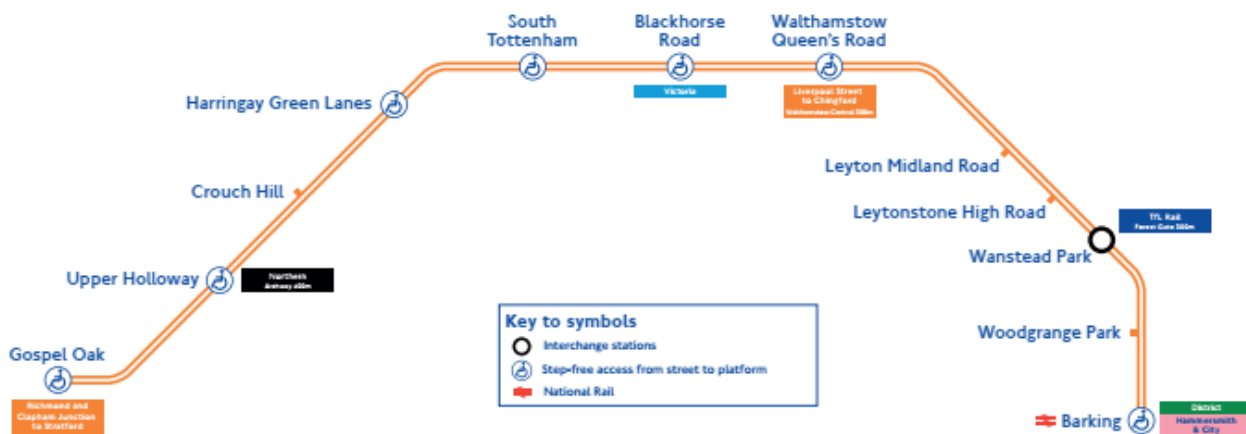 South
Tottenham
Blackhorse
Road
Walthamstow
Queen's Road
Victoria
Liverpool Street
to Chingford
Walthamstow Central 300m
Harringay Green Lanes
Crouch Hill
Upper Holloway
Northern
Archway 600m
Gospel Oak
Richmond and
Clapham Junction
to Stratford
Leyton Midland Road
Leytonstone High Road
TfL Rail
Forest Gate 300m
Wanstead Park
Woodgrange Park
Barking
District
Hammersmith
& City
Key to symbols
Interchange stations
Step-free access from street to platform
National Rail